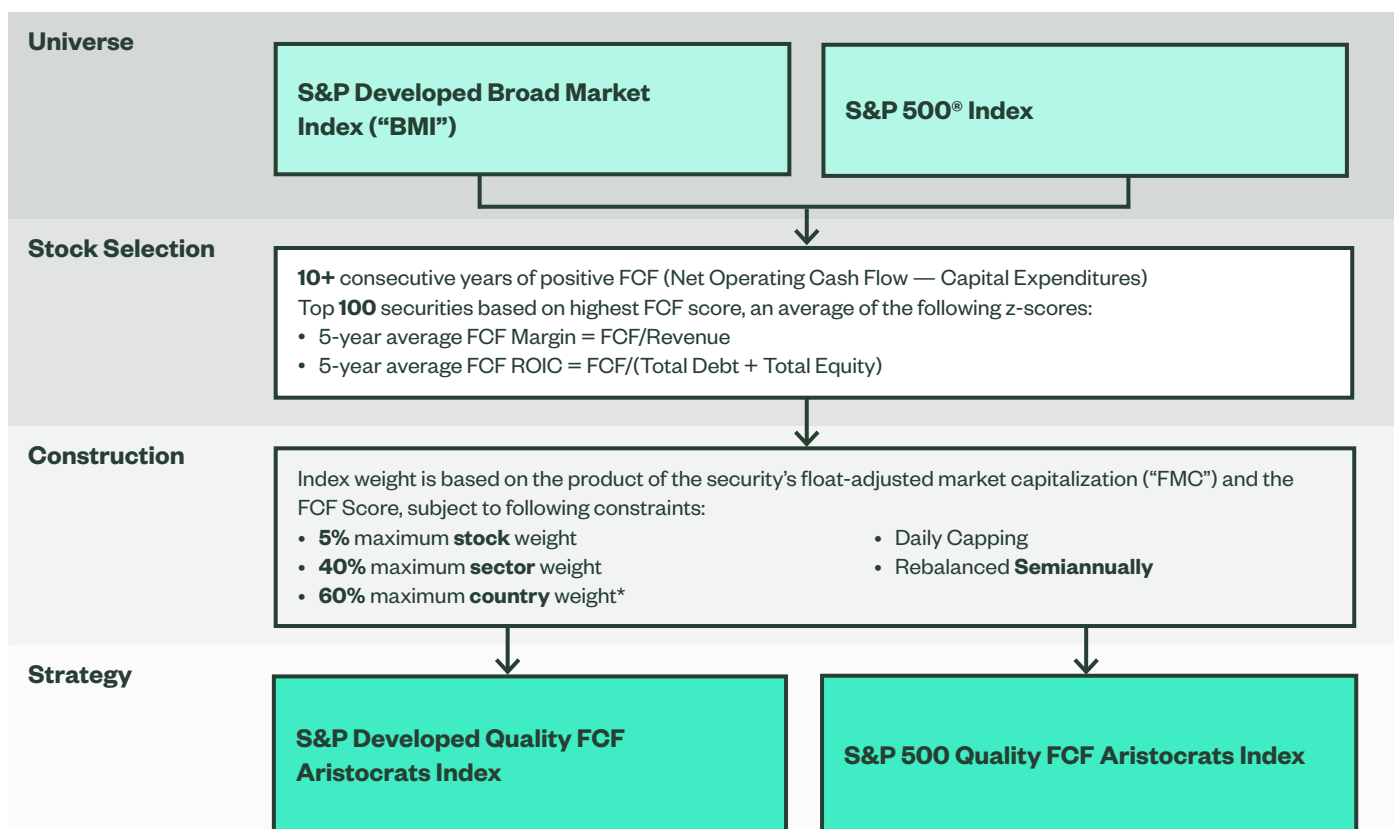 Universe
S&P Developed Broad Market
Index (“BMI”)
S&P 500® Index
Stock Selection
10+ consecutive years of positive FCF (Net Operating Cash Flow — Capital Expenditures)
Top 100 securities based on highest FCF score, an average of the following z-scores:
• 5-year average FCF Margin = FCF/Revenue
• 5-year average FCF ROIC = FCF/(Total Debt + Total Equity)
Construction
Index weight is based on the product of the security’s float-adjusted market capitalization (“FMC”) and the
FCF Score, subject to following constraints:
• 5% maximum stock weight
• 40% maximum sector weight
• 60% maximum country weight*
• Daily Capping
• Rebalanced Semiannually
Strategy
S&P Developed Quality FCF
Aristocrats Index
S&P 500 Quality FCF Aristocrats Index